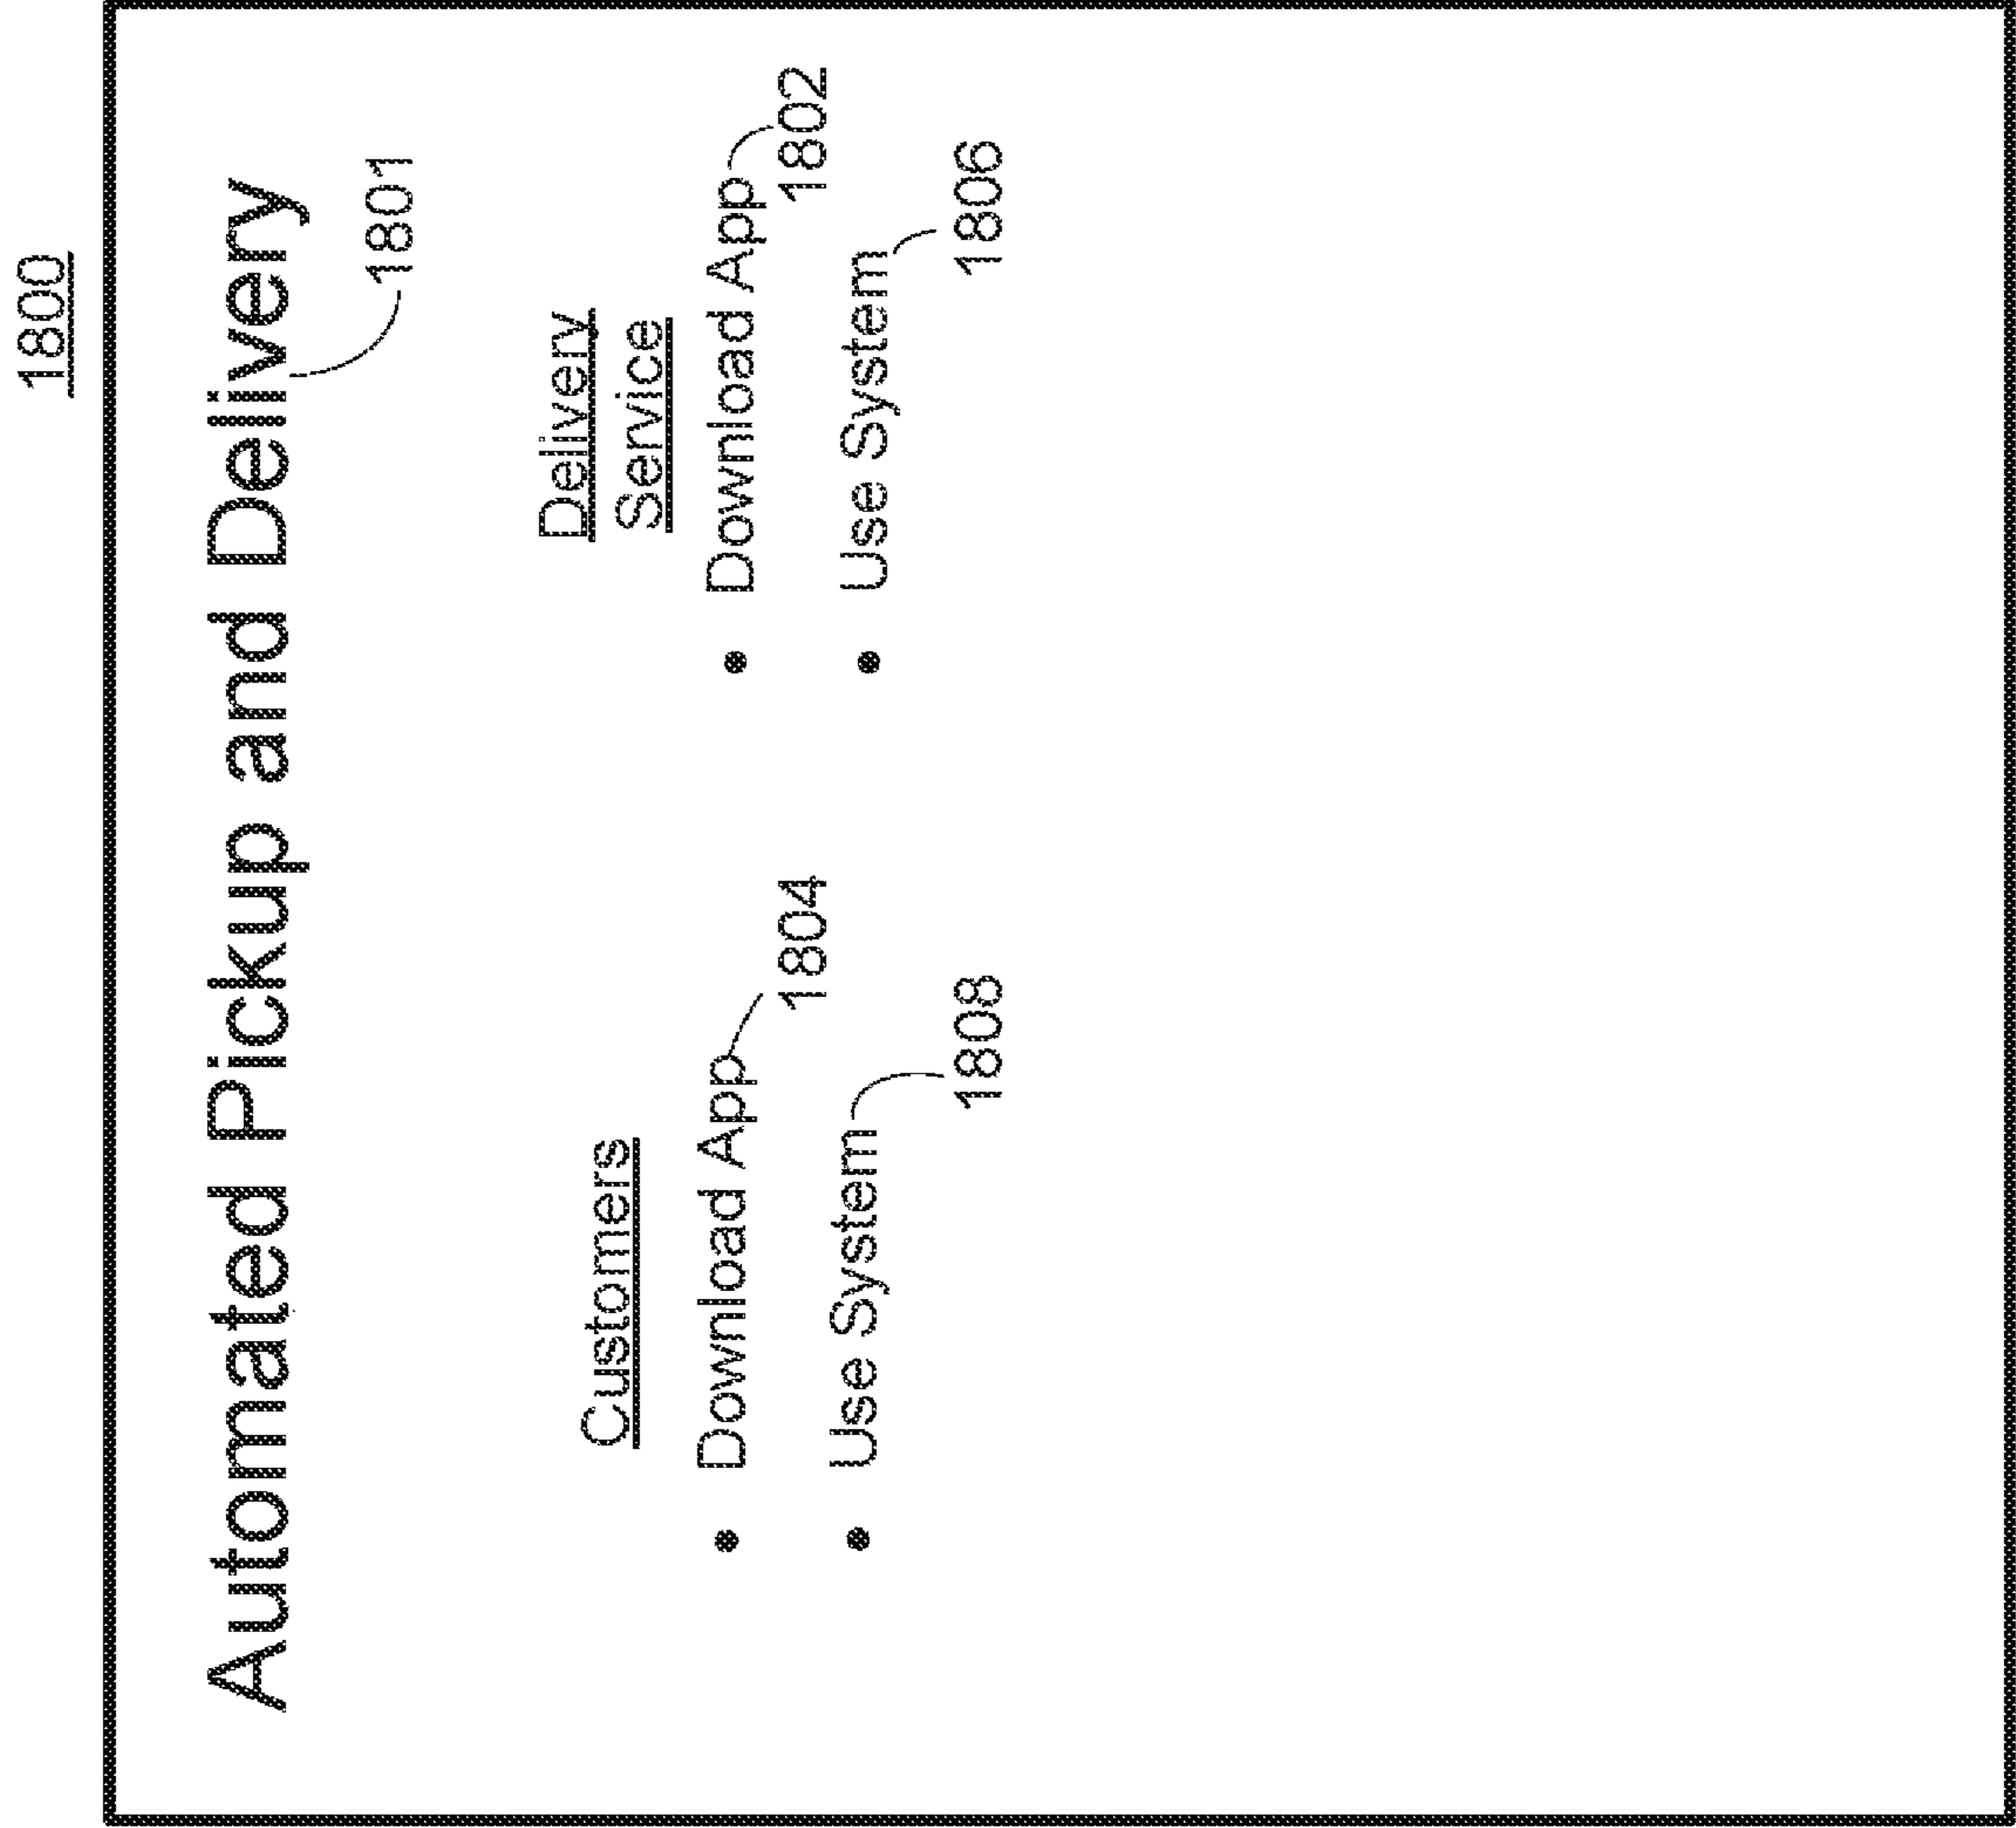 1800
Automated Pickup and Delivery
1801
Customers
• Download App
1804
• Use System
1808
Delivery
Service
• Download App
1802
• Use System
1806